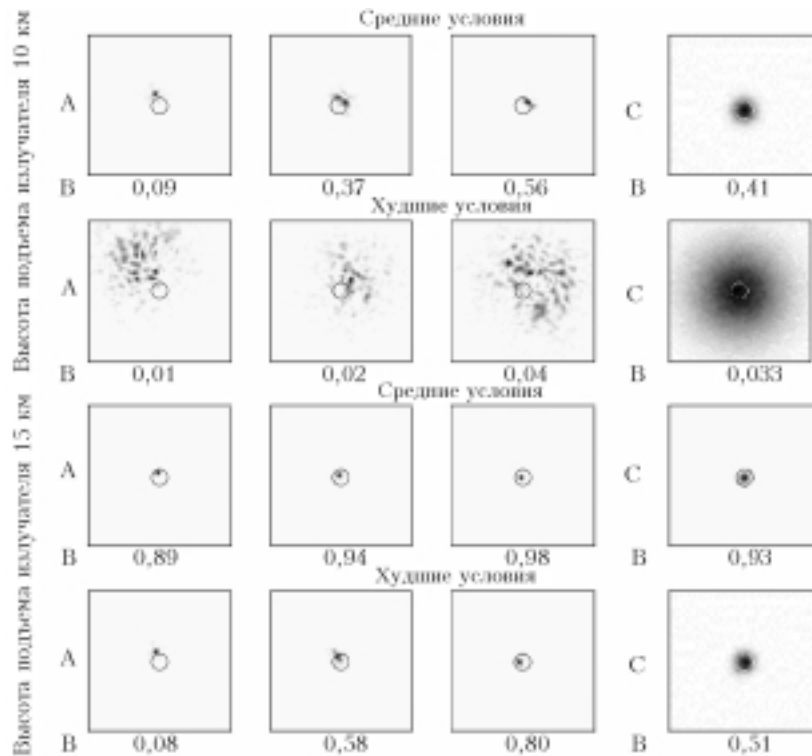 Высота подъема излучателя 10 км
Средние условия
А С
В 0,09 0,37 0,56 В 0,41
Худшие условия
А С
В 0,01 0,02 0,04 В 0,033
Высота подъема излучателя 15 км
Средние условия
А С
В 0,89 0,94 0,98 В 0,93
Худшие условия
А С
В 0,08 0,58 0,80 В 0,51